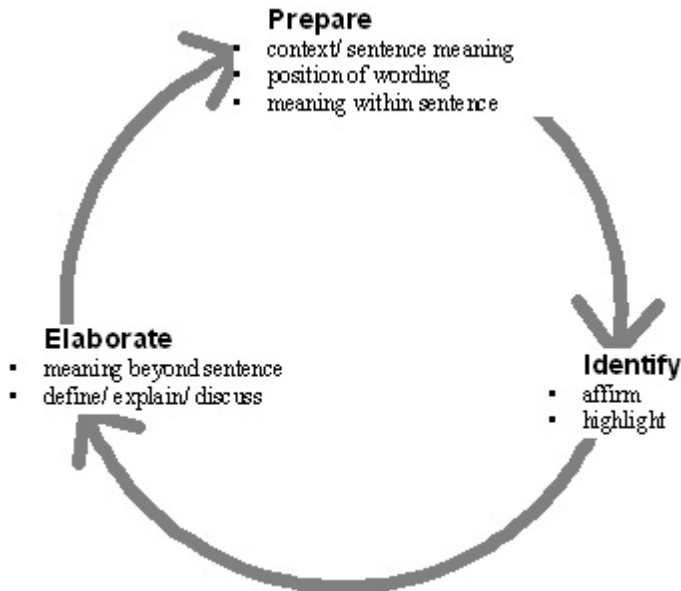 Prepare
▪ context/ sentence meaning
▪ position of wording
▪ meaning within sentence
Identify
▪ affirm
▪ highlight
Elaborate
▪ meaning beyond sentence
▪ define/ explain/ discuss